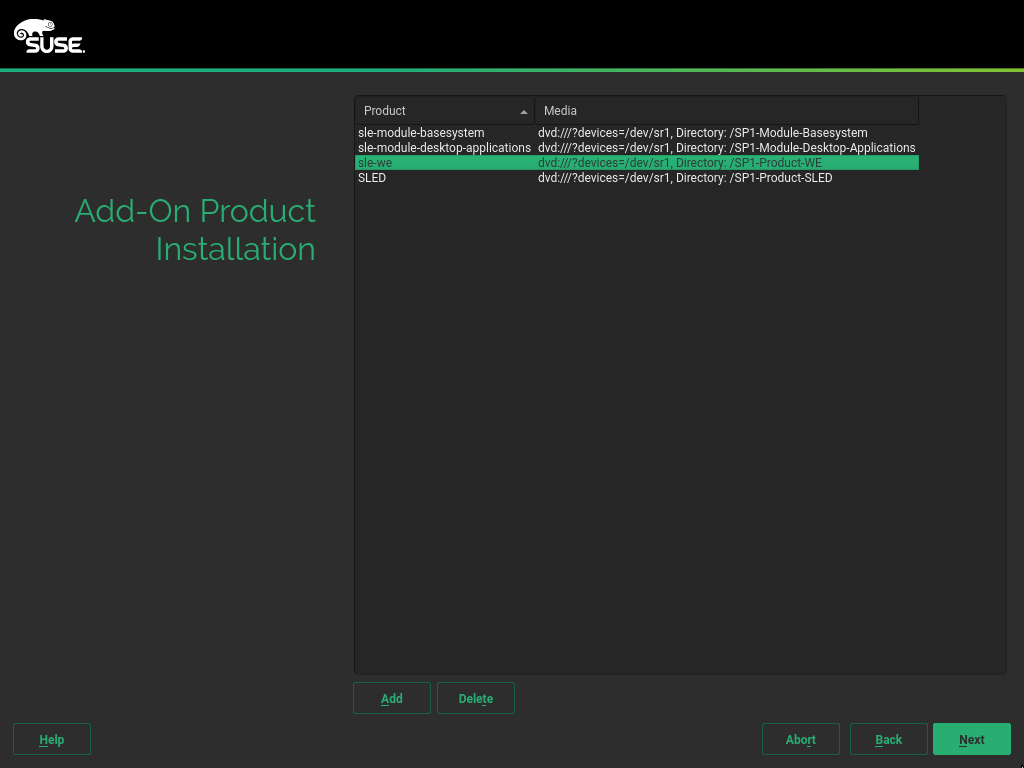 SUSE.
Add-On Product
Installation
Product Media
sle-module-basesystem dvd:///?devices=/dev/sr1, Directory: /SP1-Module-Basesystem
sle-module-desktop-applications dvd:///?devices=/dev/sr1, Directory: /SP1-Module-Desktop-Applications
sle-we dvd:///?devices=/dev/sr1, Directory: /SP1-Product-WE
SLED dvd:///?devices=/dev/sr1, Directory: /SP1-Product-SLED
Add Delete
Help Abort Back Next